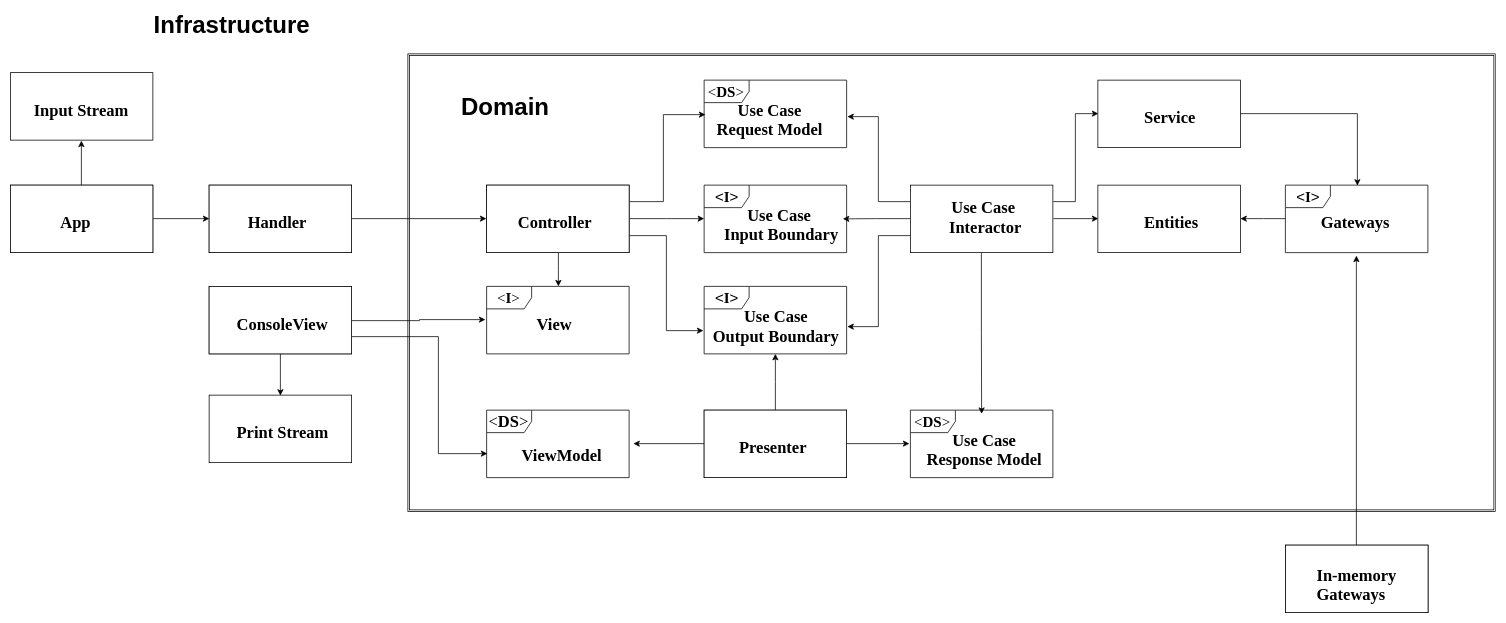 Infrastructure
Input Stream
Domain
<DS>
Use Case
Request Model
Service
App
Handler
Controller
<I>
Use Case
Input Boundary
Use Case
Interactor
Entities
<I>
Gateways
ConsoleView
<I>
View
<I>
Use Case
Output Boundary
Print Stream
<DS>
ViewModel
Presenter
<DS>
Use Case
Response Model
In-memory
Gateways